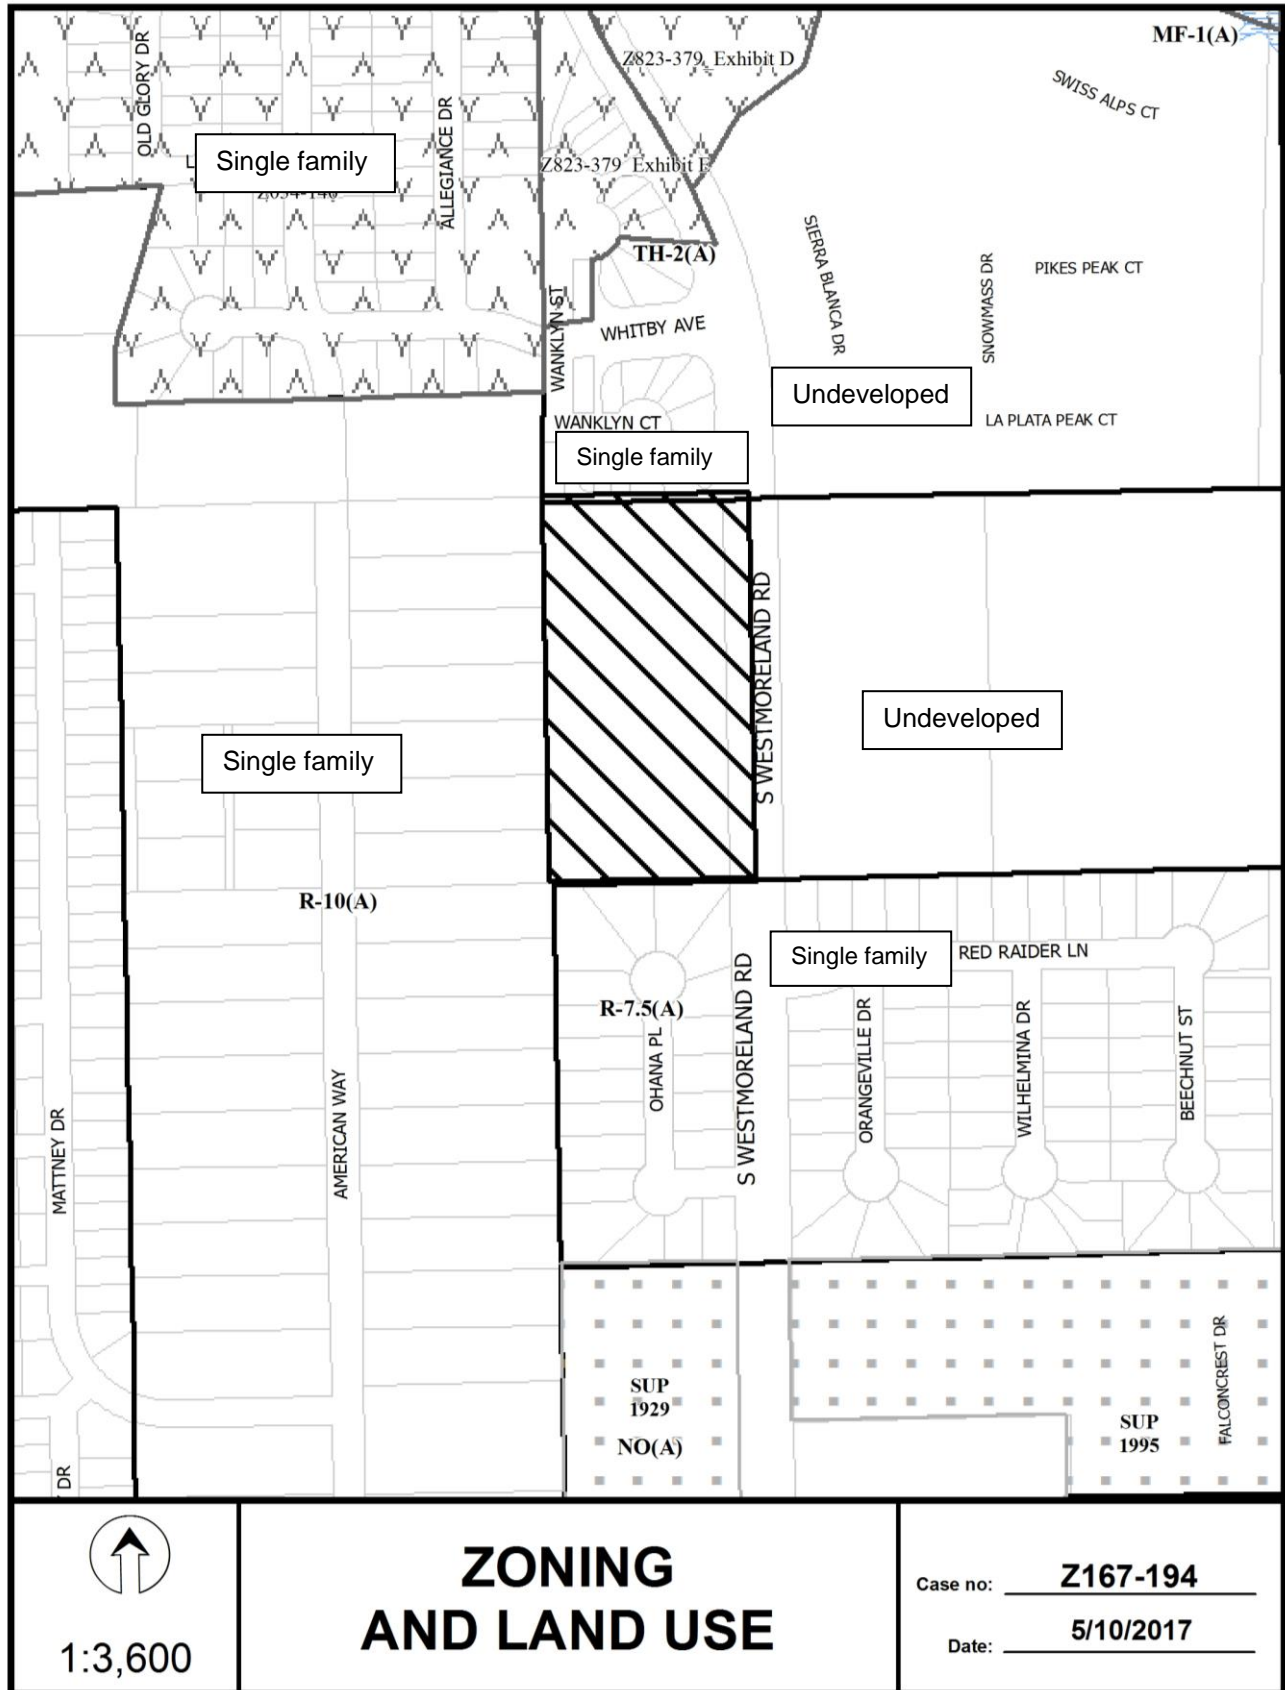 MF-1(A)
Z823-379 Exhibit D
OLD GLORY DR
SWISS ALPS CT
ALLEGIANCE DR
Single family
Z823-379 Exhibit E
TH-2(A)
SIERRA BLANCA DR
SNOWMASS DR
PIKES PEAK CT
WANKLYN ST
WHITBY AVE
Undeveloped
WANKLYN CT
LA PLATA PEAK CT
Single family
S WESTMORELAND RD
Undeveloped
Single family
R-10(A)
Single family
RED RAIDER LN
R-7.5(A)
OHANA PL
S WESTMORELAND RD
ORANGEVILLE DR
WILHELMINA DR
BEECHNUT ST
MATTNEY DR
AMERICAN WAY
SUP
1929
NO(A)
SUP
1995
FALCONCREST DR
DR
1:3,600
ZONING
AND LAND USE
Case no: Z167-194
Date: 5/10/2017